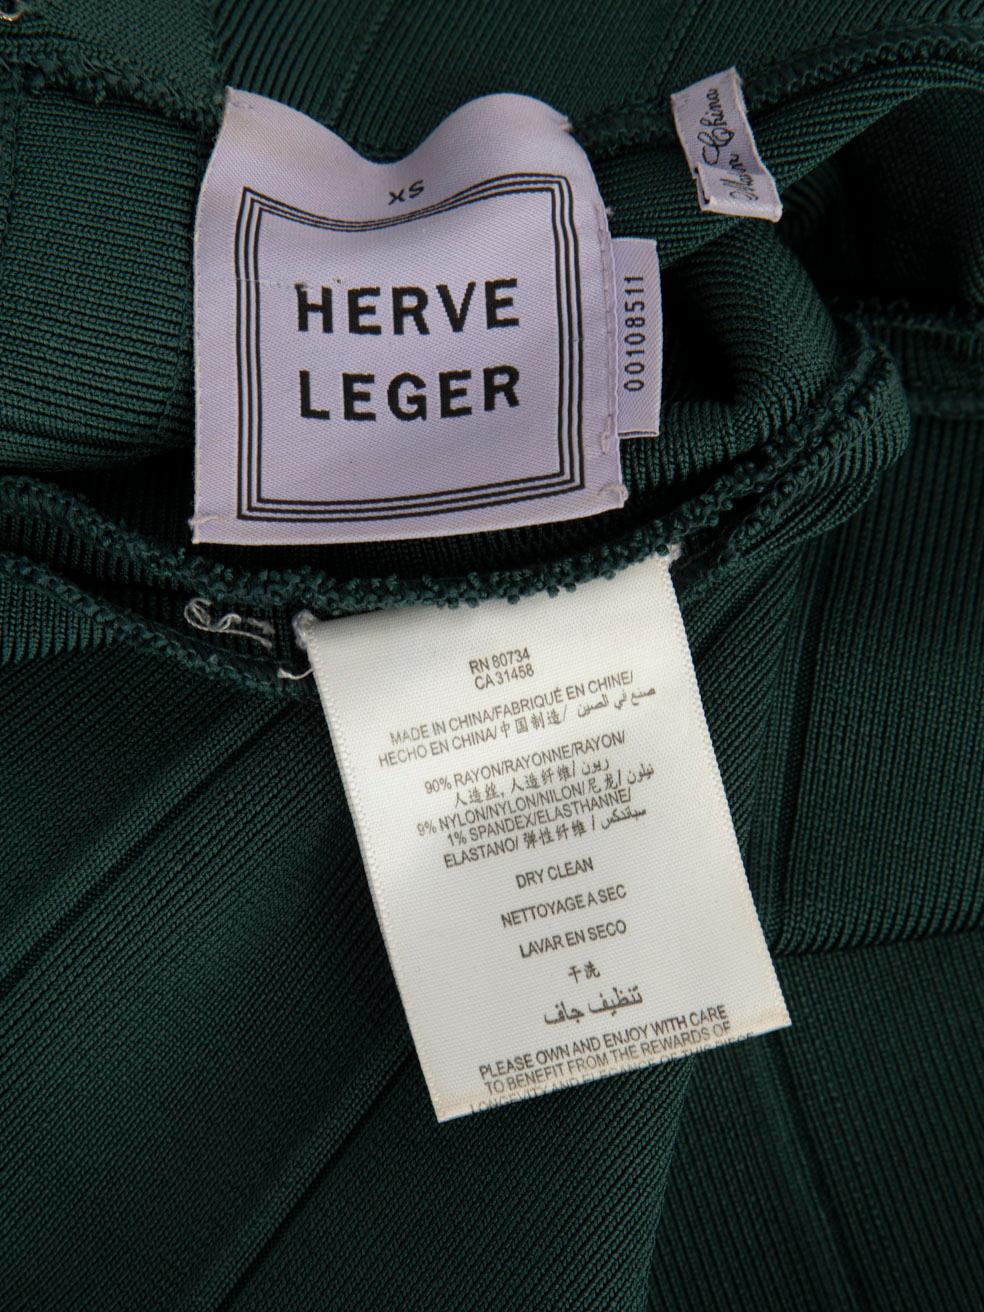 XS
HERVE
LEGER
00108511
Made in China
RN 80734
CA 31458
MADE IN CHINA/FABRIQUÉ EN CHINE/
HECHO EN CHINA/中国制造/ صنع في الصين
90% RAYON/RAYONNE/RAYON/
人造丝, 人造纤维/ ريون/
9% NYLON/NYLON/NILON/尼龙/ نيلون/
1% SPANDEX/ELASTHANNE/
ELASTANO/ 弹性纤维 / سباندكس
DRY CLEAN
NETTOYAGE A SEC
LAVAR EN SECO
干洗
تنظيف جاف
PLEASE OWN AND ENJOY WITH CARE
TO BENEFIT FROM THE REWARDS OF
LONGEVITY AND